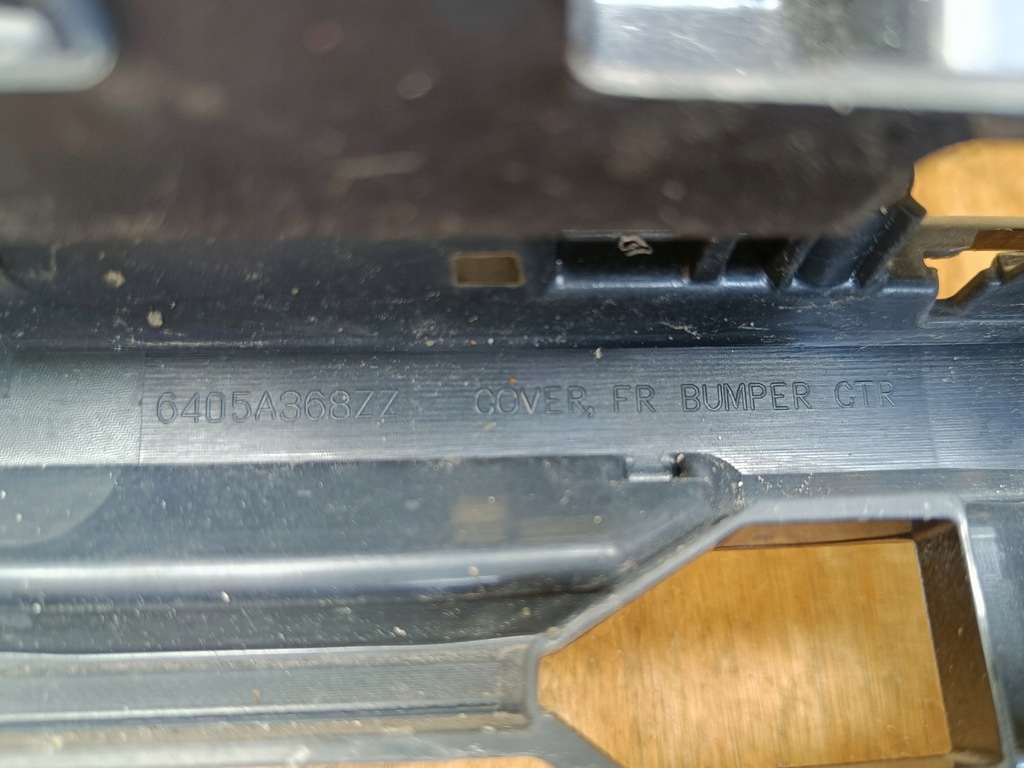 6405A368ZZ COVER, FR BUMPER CTR